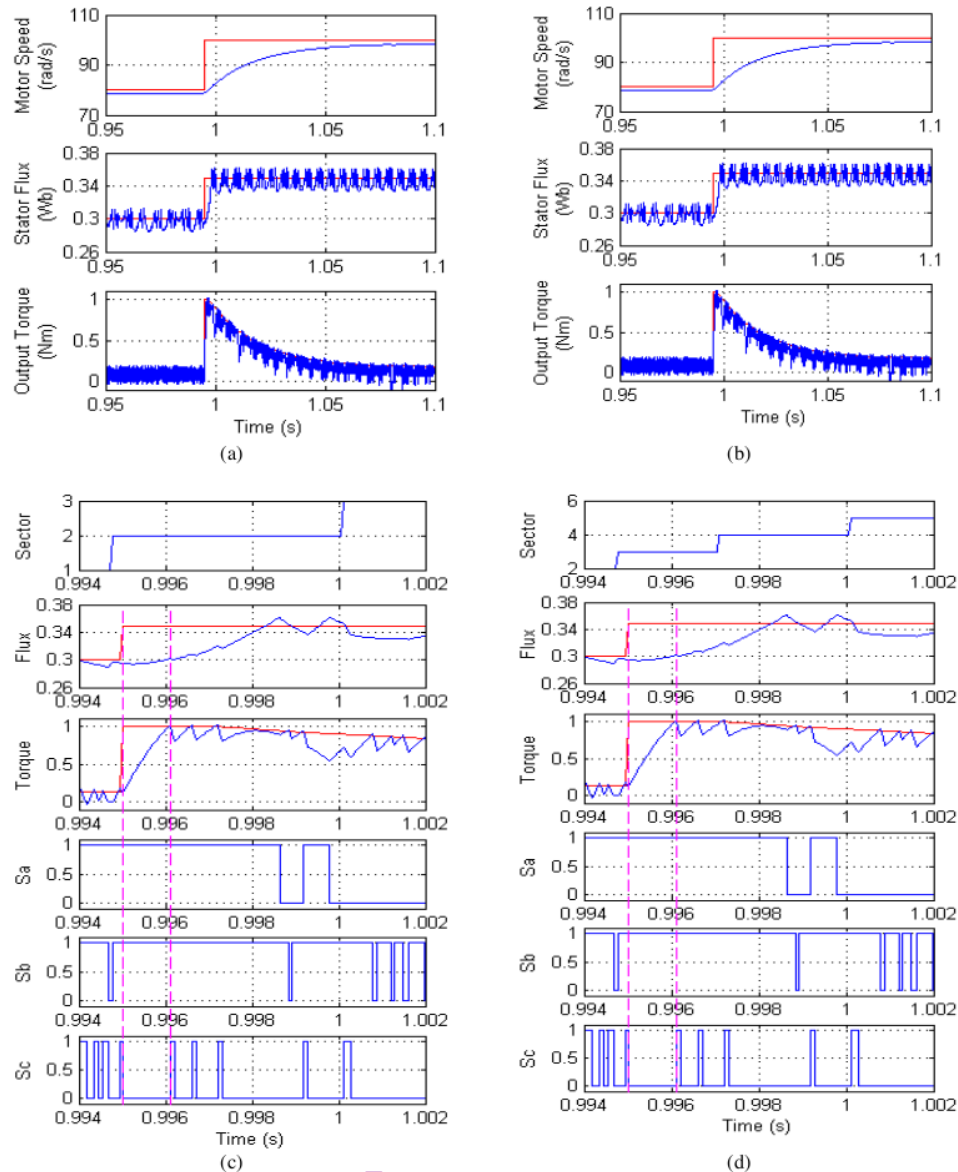 110
Motor Speed
(rad/s)
90
70
0.95 1 1.05 1.1
0.38
Stator Flux
(Wb)
0.34
0.3
0.26
0.95 1 1.05 1.1
Output Torque
(Nm)
1
0.5
0
0.95 1 1.05 1.1
Time (s)
(a)
110
Motor Speed
(rad/s)
90
70
0.95 1 1.05 1.1
0.38
Stator Flux
(Wb)
0.34
0.3
0.26
0.95 1 1.05 1.1
Output Torque
(Nm)
1
0.5
0
0.95 1 1.05 1.1
Time (s)
(b)
3
Sector
2
1
0.994 0.996 0.998 1 1.002
0.38
Flux
0.34
0.3
0.26
0.994 0.996 0.998 1 1.002
Torque
1
0.5
0
0.994 0.996 0.998 1 1.002
Sa
1
0.5
0
0.994 0.996 0.998 1 1.002
Sb
1
0.5
0
0.994 0.996 0.998 1 1.002
Sc
1
0.5
0
0.994 0.996 0.998 1 1.002
Time (s)
(c)
6
Sector
4
2
0.994 0.996 0.998 1 1.002
0.38
Flux
0.34
0.3
0.26
0.994 0.996 0.998 1 1.002
Torque
1
0.5
0
0.994 0.996 0.998 1 1.002
Sa
1
0.5
0
0.994 0.996 0.998 1 1.002
Sb
1
0.5
0
0.994 0.996 0.998 1 1.002
Sc
1
0.5
0
0.994 0.996 0.998 1 1.002
Time (s)
(d)